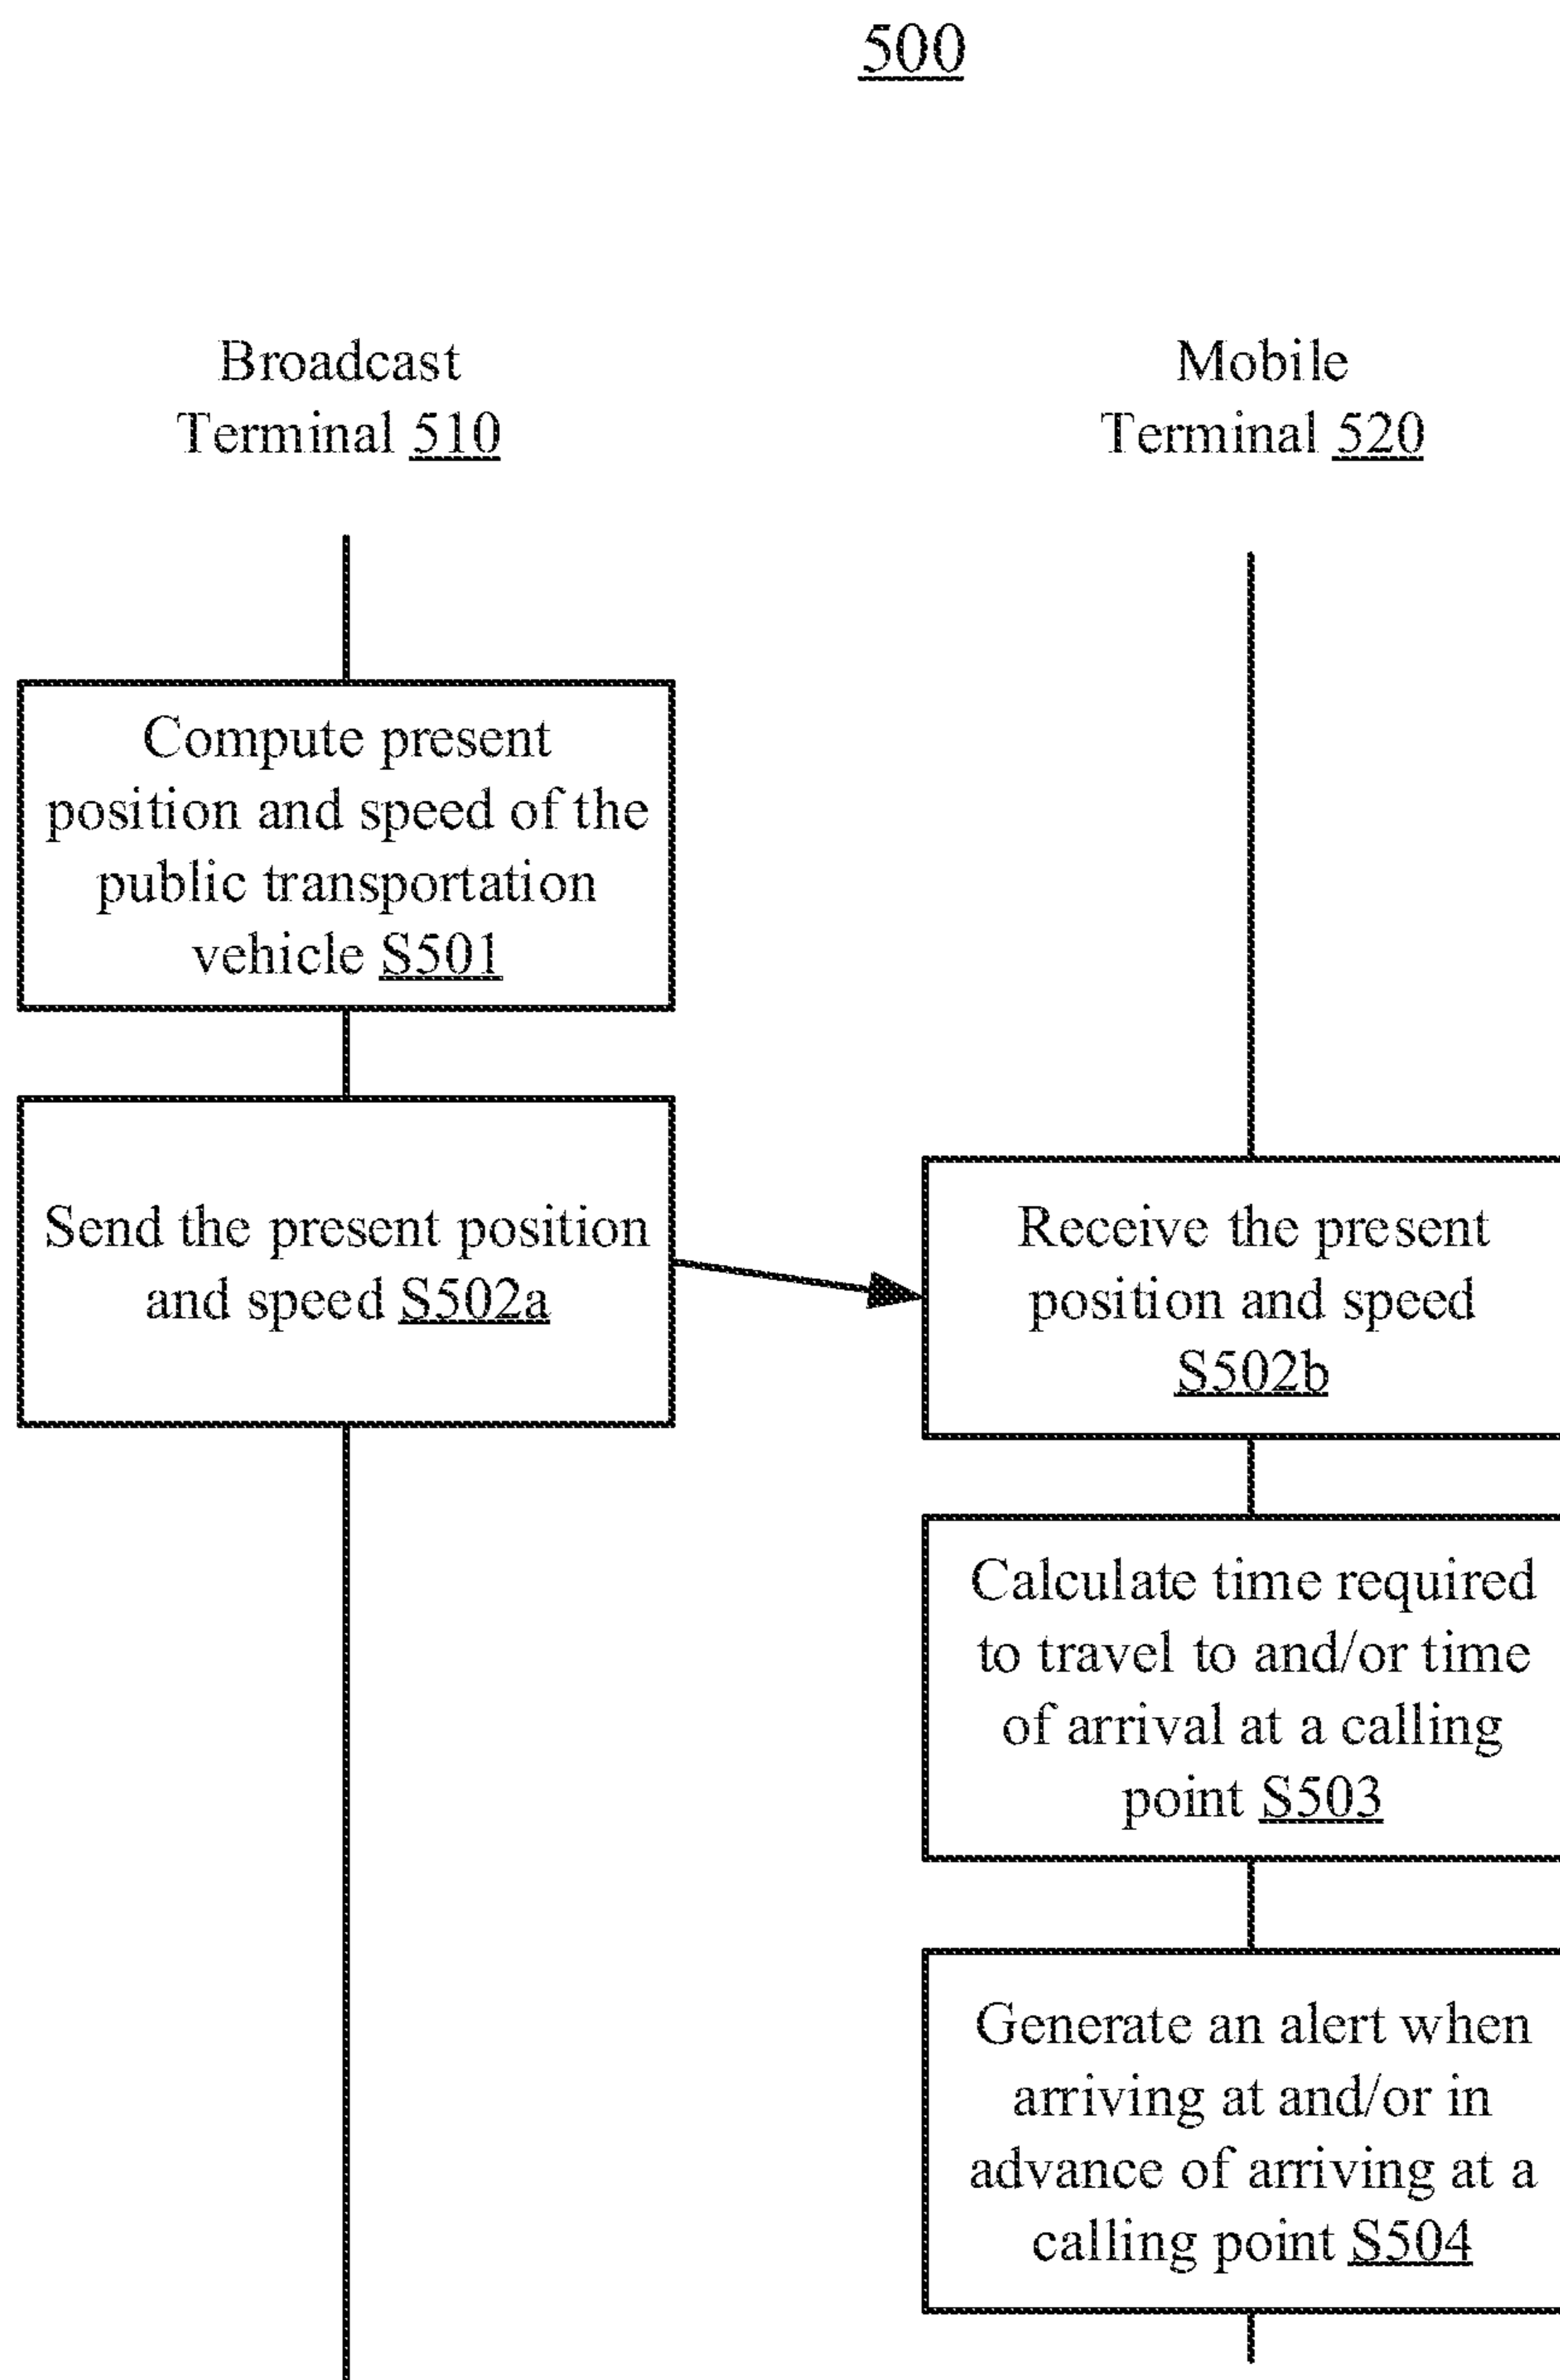 500
Broadcast
Terminal 510
Mobile
Terminal 520
Compute present
position and speed of the
public transportation
vehicle S501
Send the present position
and speed S502a
Receive the present
position and speed
S502b
Calculate time required
to travel to and/or time
of arrival at a calling
point S503
Generate an alert when
arriving at and/or in
advance of arriving at a
calling point S504